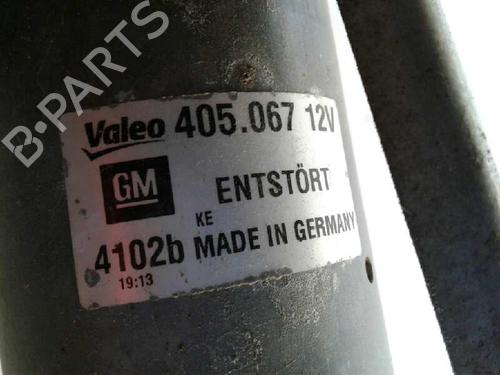 B-PARTS
Valeo 405.067 12V
GM ENTSTÖRT
KE
4102b MADE IN GERMANY
19:13